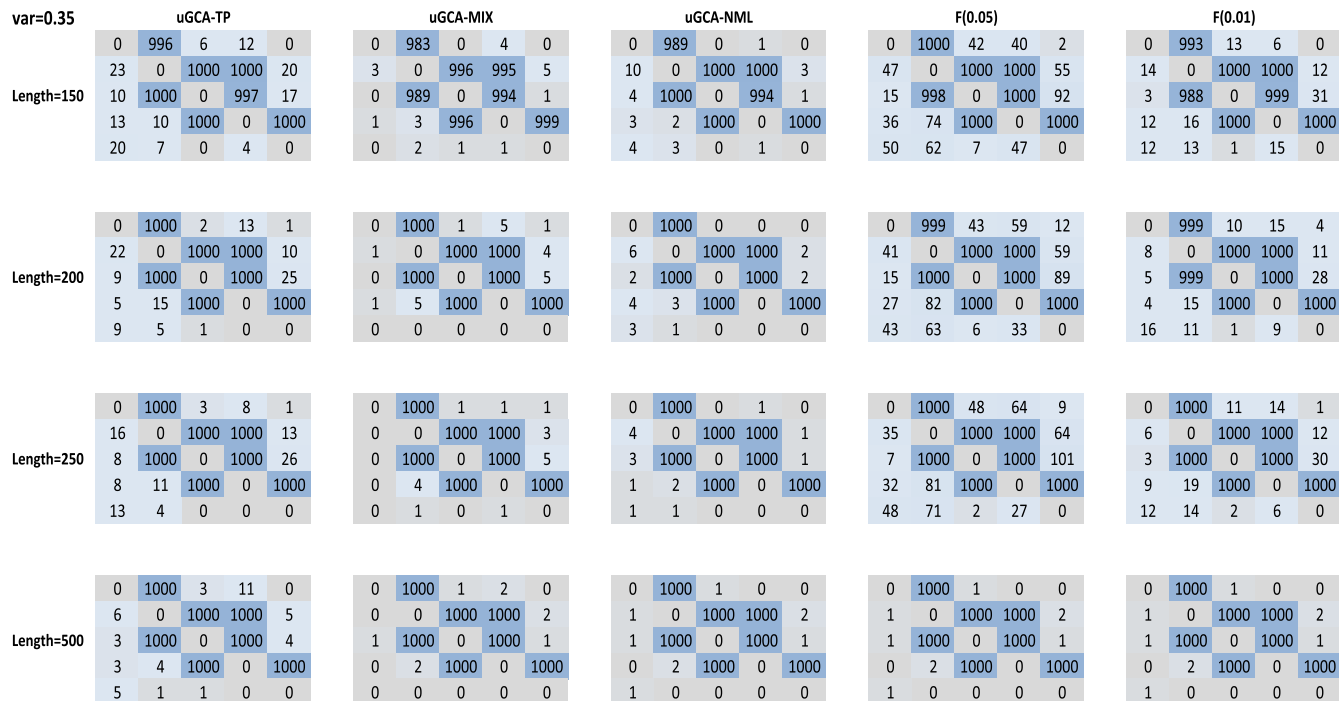 var=0.35 uGCA-TP uGCA-MIX uGCA-NML F(0.05) F(0.01)
0 996 6 12 0 0 983 0 4 0 0 989 0 1 0 0 1000 42 40 2 0 993 13 6 0
23 0 1000 1000 20 3 0 996 995 5 10 0 1000 1000 3 47 0 1000 1000 55 14 0 1000 1000 12
Length=150 10 1000 0 997 17 0 989 0 994 1 4 1000 0 994 1 15 998 0 1000 92 3 988 0 999 31
13 10 1000 0 1000 1 3 996 0 999 3 2 1000 0 1000 36 74 1000 0 1000 12 16 1000 0 1000
20 7 0 4 0 0 2 1 1 0 4 3 0 1 0 50 62 7 47 0 12 13 1 15 0
0 1000 2 13 1 0 1000 1 5 1 0 1000 0 0 0 0 999 43 59 12 0 999 10 15 4
22 0 1000 1000 10 1 0 1000 1000 4 6 0 1000 1000 2 41 0 1000 1000 59 8 0 1000 1000 11
Length=200 9 1000 0 1000 25 0 1000 0 1000 5 2 1000 0 1000 2 15 1000 0 1000 89 5 999 0 1000 28
5 15 1000 0 1000 1 5 1000 0 1000 4 3 1000 0 1000 27 82 1000 0 1000 4 15 1000 0 1000
9 5 1 0 0 0 0 0 0 0 3 1 0 0 0 43 63 6 33 0 16 11 1 9 0
0 1000 3 8 1 0 1000 1 1 1 0 1000 0 1 0 0 1000 48 64 9 0 1000 11 14 1
16 0 1000 1000 13 0 0 1000 1000 3 4 0 1000 1000 1 35 0 1000 1000 64 6 0 1000 1000 12
Length=250 8 1000 0 1000 26 0 1000 0 1000 5 3 1000 0 1000 1 7 1000 0 1000 101 3 1000 0 1000 30
8 11 1000 0 1000 0 4 1000 0 1000 1 2 1000 0 1000 32 81 1000 0 1000 9 19 1000 0 1000
13 4 0 0 0 0 1 0 1 0 1 1 0 0 0 48 71 2 27 0 12 14 2 6 0
0 1000 3 11 0 0 1000 1 2 0 0 1000 1 0 0 0 1000 1 0 0 0 1000 1 0 0
6 0 1000 1000 5 0 0 1000 1000 2 1 0 1000 1000 2 1 0 1000 1000 2 1 0 1000 1000 2
Length=500 3 1000 0 1000 4 1 1000 0 1000 1 1 1000 0 1000 1 1 1000 0 1000 1 1 1000 0 1000 1
3 4 1000 0 1000 0 2 1000 0 1000 0 2 1000 0 1000 0 2 1000 0 1000 0 2 1000 0 1000
5 1 1 0 0 0 0 0 0 0 1 0 0 0 0 1 0 0 0 0 1 0 0 0 0